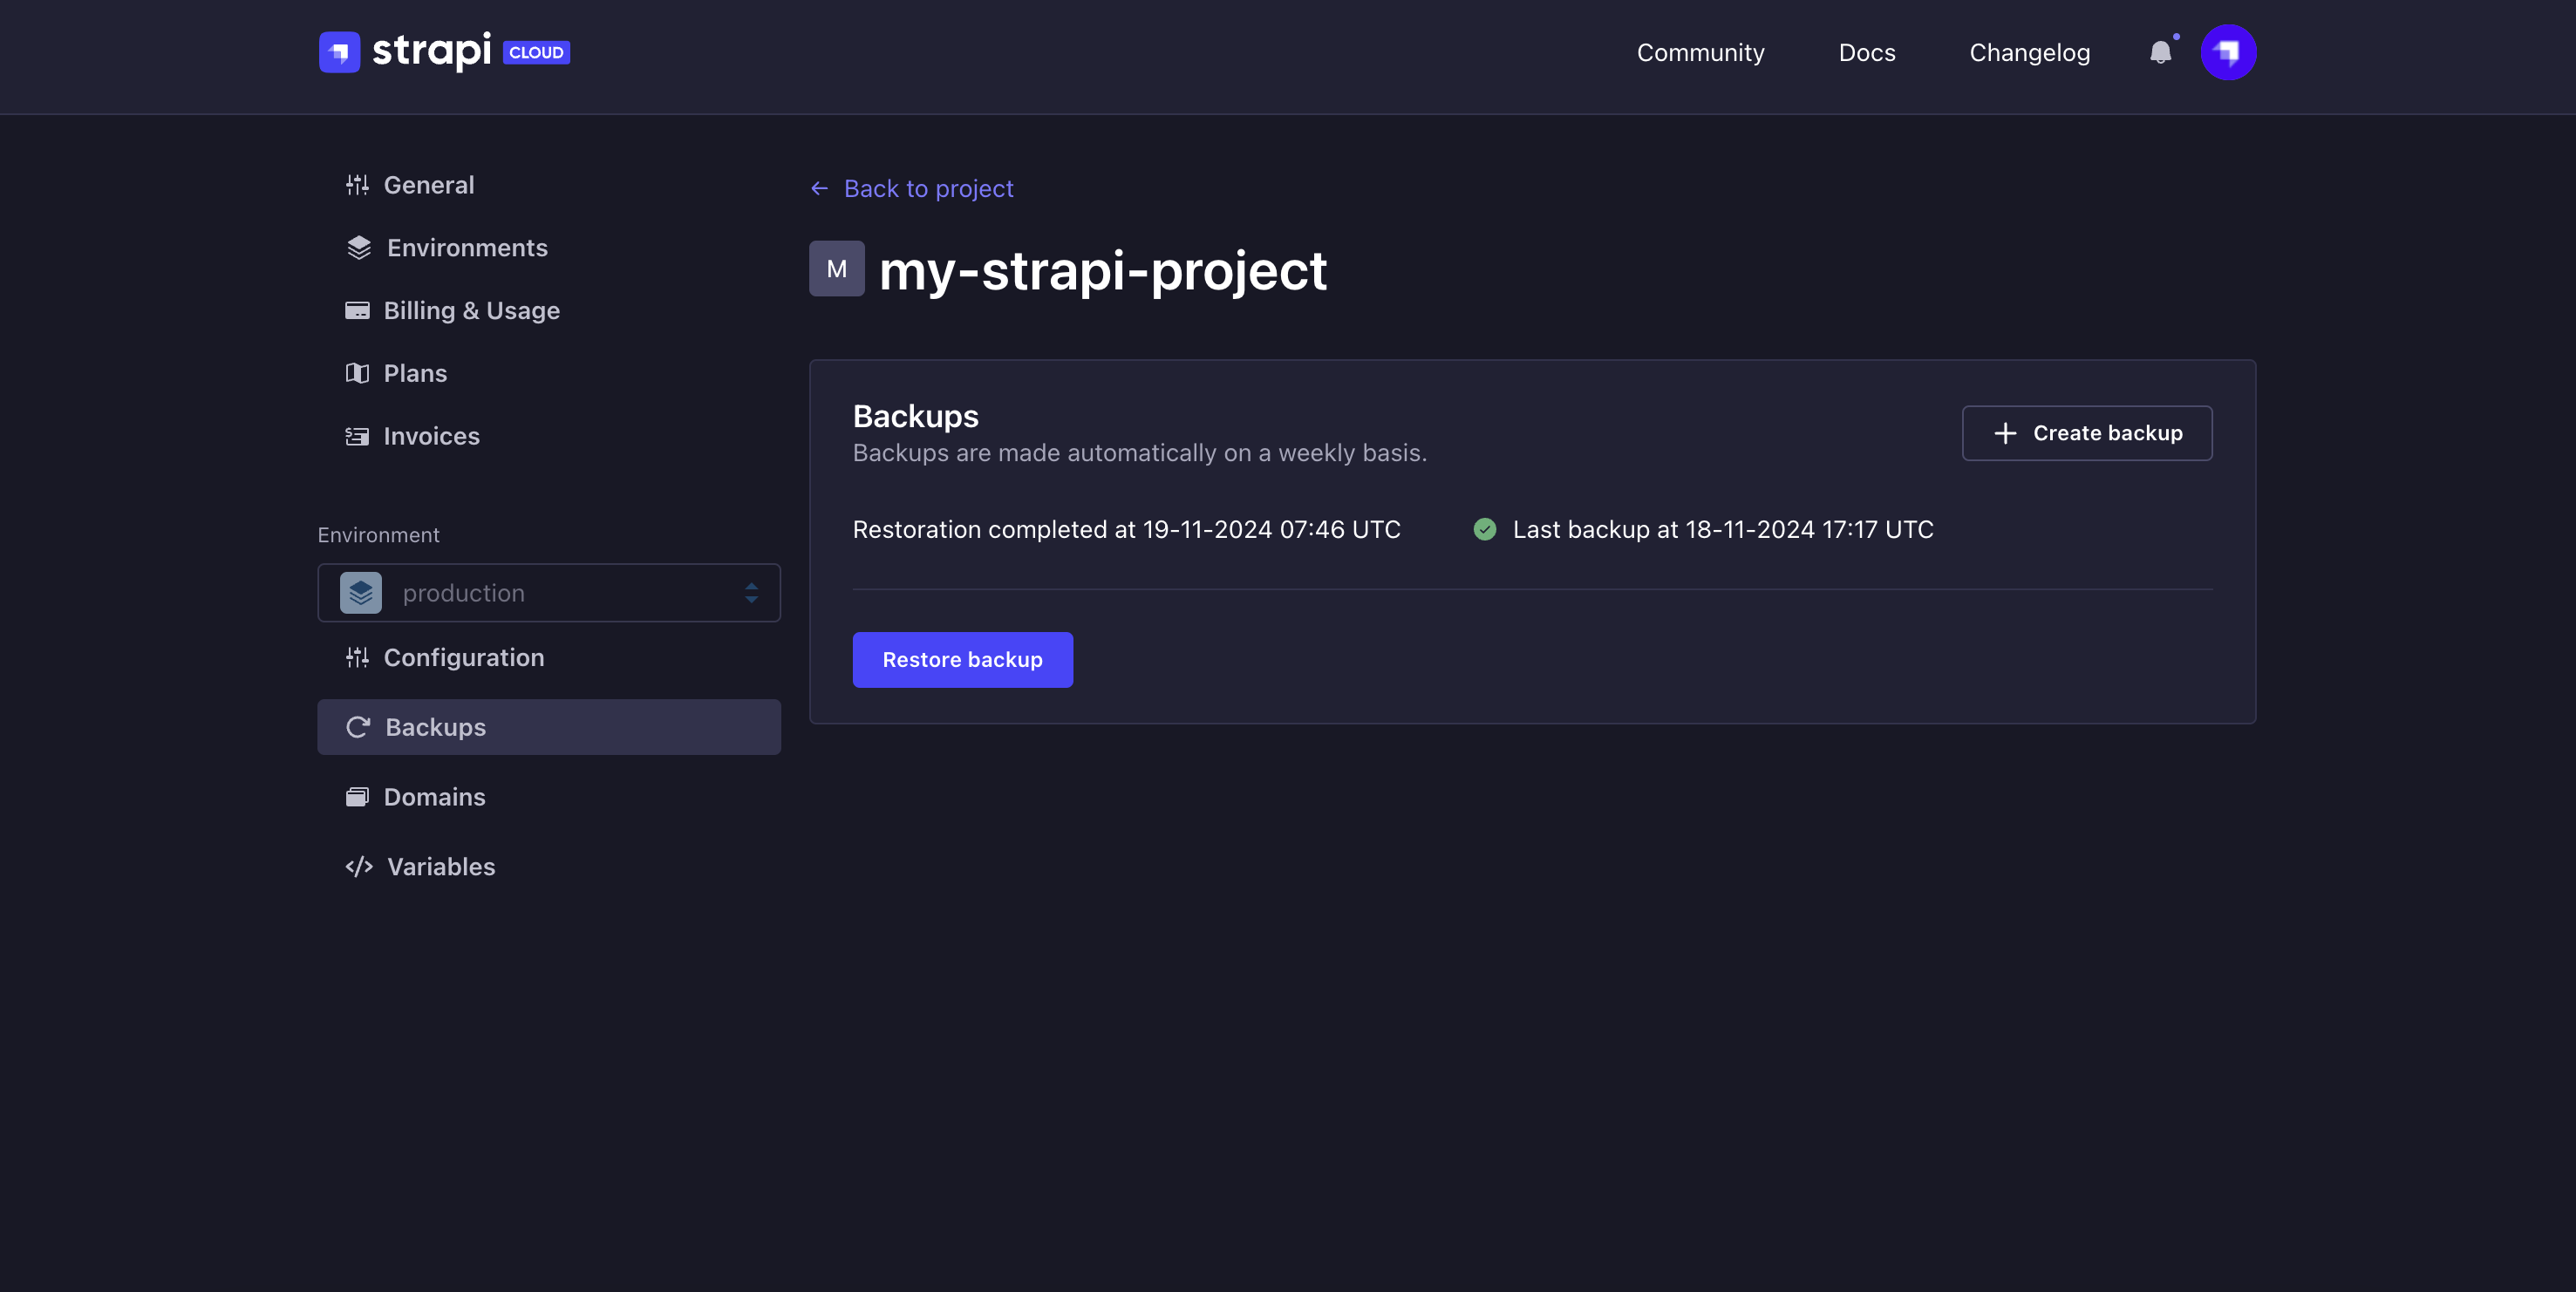 strapi CLOUD
Community
Docs
Changelog
General
Environments
Billing & Usage
Plans
Invoices
Environment
production
Configuration
Backups
Domains
Variables
Back to project
M my-strapi-project
Backups
Backups are made automatically on a weekly basis.
Create backup
Restoration completed at 19-11-2024 07:46 UTC
Last backup at 18-11-2024 17:17 UTC
Restore backup